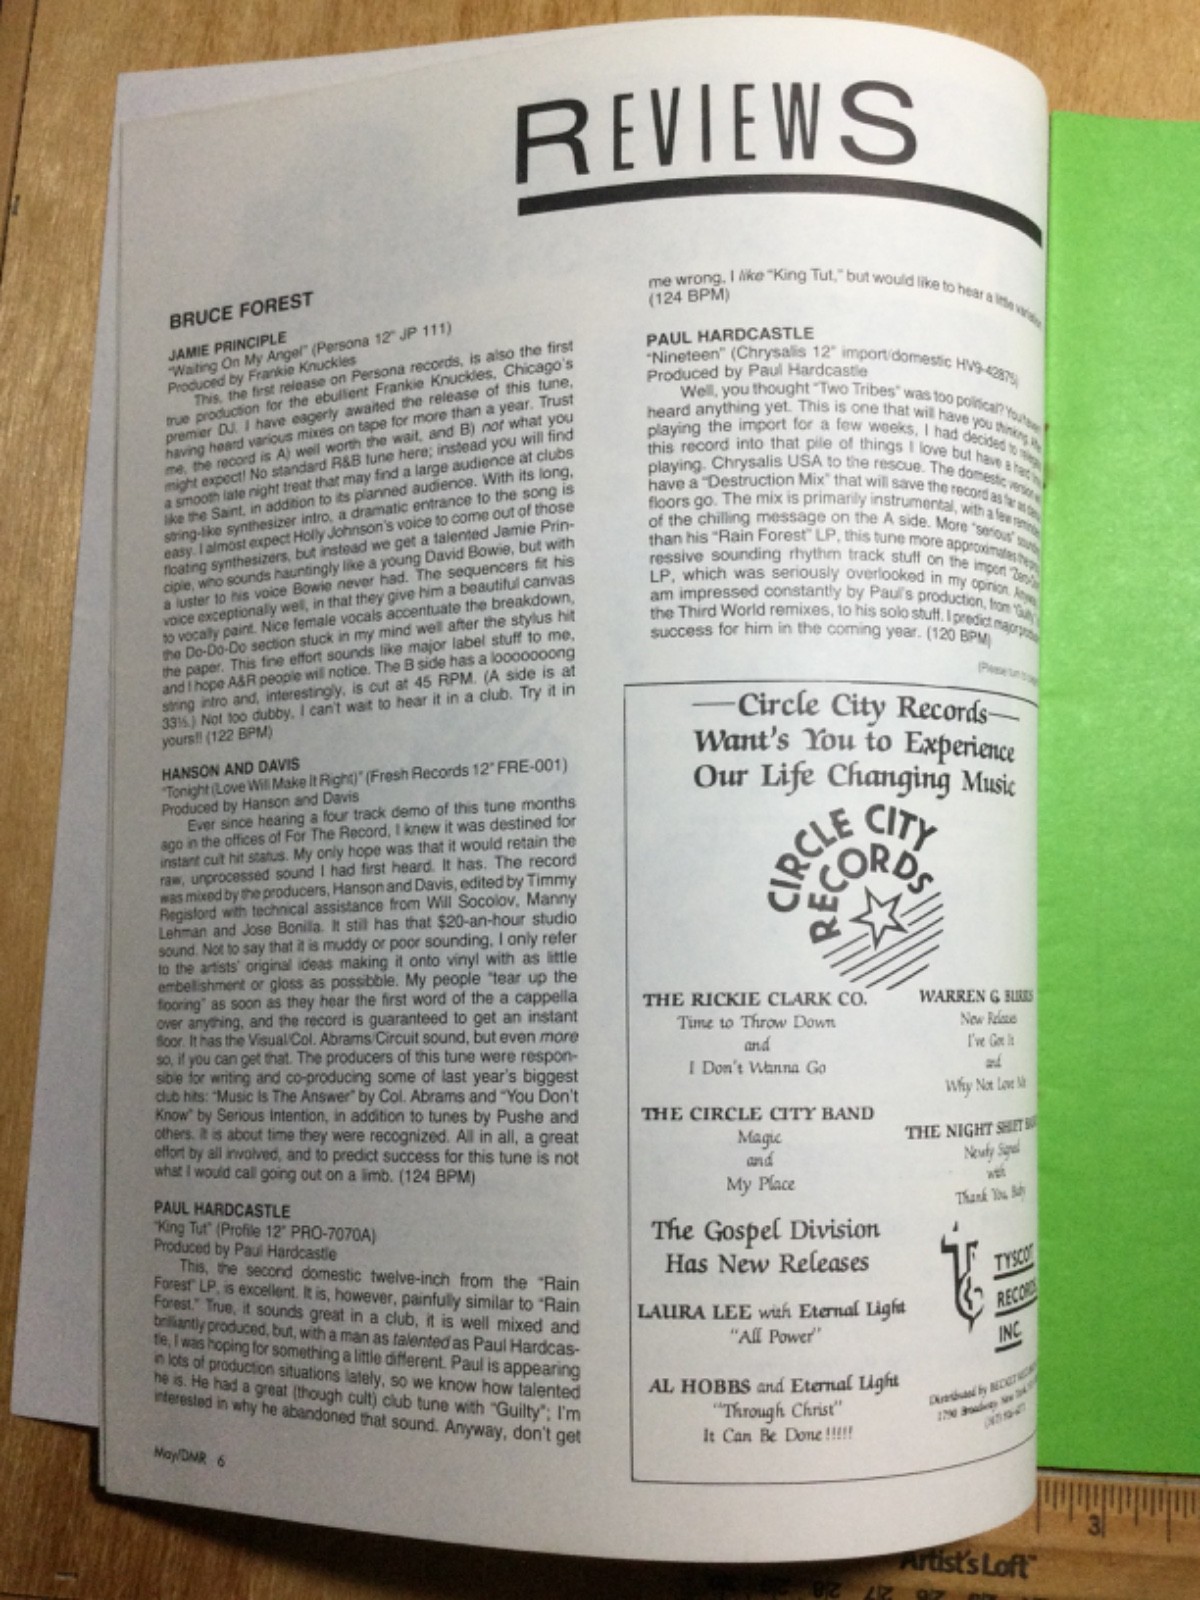 REVIEWS
BRUCE FOREST
JAMIE PRINCIPLE
"Waiting On My Angel" (Persona 12" JP 111)
Produced by Frankie Knuckles
This, the first release on Persona records, is also the first
true production for the ebullient Frankie Knuckles, Chicago's
premier DJ. I have eagerly awaited the release of this tune,
having heard various mixes on tape for more than a year. Trust
me, the record is A) well worth the wait, and B) not what you
might expect! No standard R&B tune here; instead you will find
a smooth late night treat that may find a large audience at clubs
like the Saint, in addition to its planned audience. With its long,
string-like synthesizer intro, a dramatic entrance to the song is
easy. I almost expect Holly Johnson's voice to come out of those
floating synthesizers, but instead we get a talented Jamie Prin-
ciple, who sounds hauntingly like a young David Bowie, but with
a luster to his voice Bowie never had. The sequencers fit his
voice exceptionally well, in that they give him a beautiful canvas
to vocally paint. Nice female vocals accentuate the breakdown,
the Do-Do-Do section stuck in my mind well after the stylus hit
the paper. This fine effort sounds like major label stuff to me,
and I hope A&R people will notice. The B side has a looooooong
string intro and, interestingly, is cut at 45 RPM. (A side is at
33⅓.) Not too dubby, I can't wait to hear it in a club. Try it in
yours!! (122 BPM)
HANSON AND DAVIS
"Tonight (Love Will Make It Right)" (Fresh Records 12" FRE-001)
Produced by Hanson and Davis
Ever since hearing a four track demo of this tune months
ago in the offices of For The Record, I knew it was destined for
instant cult hit status. My only hope was that it would retain the
raw, unprocessed sound I had first heard. It has. The record
was mixed by the producers, Hanson and Davis, edited by Timmy
Regisford with technical assistance from Will Socolov, Manny
Lehman and Jose Bonilla. It still has that $20-an-hour studio
sound. Not to say that it is muddy or poor sounding, I only refer
to the artists' original ideas making it onto vinyl with as little
embellishment or gloss as possibble. My people "tear up the
flooring" as soon as they hear the first word of the a cappella
over anything, and the record is guaranteed to get an instant
floor. It has the Visual/Col. Abrams/Circuit sound, but even more
so, if you can get that. The producers of this tune were respon-
sible for writing and co-producing some of last year's biggest
club hits: "Music Is The Answer" by Col. Abrams and "You Don't
Know" by Serious Intention, in addition to tunes by Pushe and
others. It is about time they were recognized. All in all, a great
effort by all involved, and to predict success for this tune is not
what I would call going out on a limb. (124 BPM)
PAUL HARDCASTLE
"King Tut" (Profile 12" PRO-7070A)
Produced by Paul Hardcastle
This, the second domestic twelve-inch from the "Rain
Forest" LP, is excellent. It is, however, painfully similar to "Rain
Forest." True, it sounds great in a club, it is well mixed and
brilliantly produced, but, with a man as talented as Paul Hardcas-
tle, I was hoping for something a little different. Paul is appearing
in lots of production situations lately, so we know how talented
he is. He had a great (though cult) club tune with "Guilty"; I'm
interested in why he abandoned that sound. Anyway, don't get
May/DMR 6
me wrong, I like "King Tut," but would like to hear a little
(124 BPM)
PAUL HARDCASTLE
"Nineteen" (Chrysalis 12" import/domestic HV9-42875)
Produced by Paul Hardcastle
Well, you thought "Two Tribes" was too political? You
heard anything yet. This is one that will have you thinking.
playing the import for a few weeks, I had decided to
this record into that pile of things I love but have a hard
playing. Chrysalis USA to the rescue. The domestic version
have a "Destruction Mix" that will save the record as far as
floors go. The mix is primarily instrumental, with a few
of the chilling message on the A side. More "serious"
than his "Rain Forest" LP, this tune more approximates the
ressive sounding rhythm track stuff on the import
LP, which was seriously overlooked in my opinion.
am impressed constantly by Paul's production, from "Guilty"
the Third World remixes, to his solo stuff. I predict major
success for him in the coming year. (120 BPM)
(Please turn to
Circle City Records
Want's You to Experience
Our Life Changing Music
CIRCLE CITY
RECORDS
THE RICKIE CLARK CO.
Time to Throw Down
and
I Don't Wanna Go
WARREN G.
New Release
I've Got It
and
Why Not Love Me
THE CIRCLE CITY BAND
Magic
and
My Place
THE NIGHT SHIFT
Newly Signed
with
Thank You, Baby
The Gospel Division
Has New Releases
LAURA LEE with Eternal Light
"All Power"
AL HOBBS and Eternal Light
"Through Christ"
It Can Be Done !!!!!
TYSCOT
RECORDS
INC.
Distributed by
1790 Broadway, New York
3
Artist's Loft™